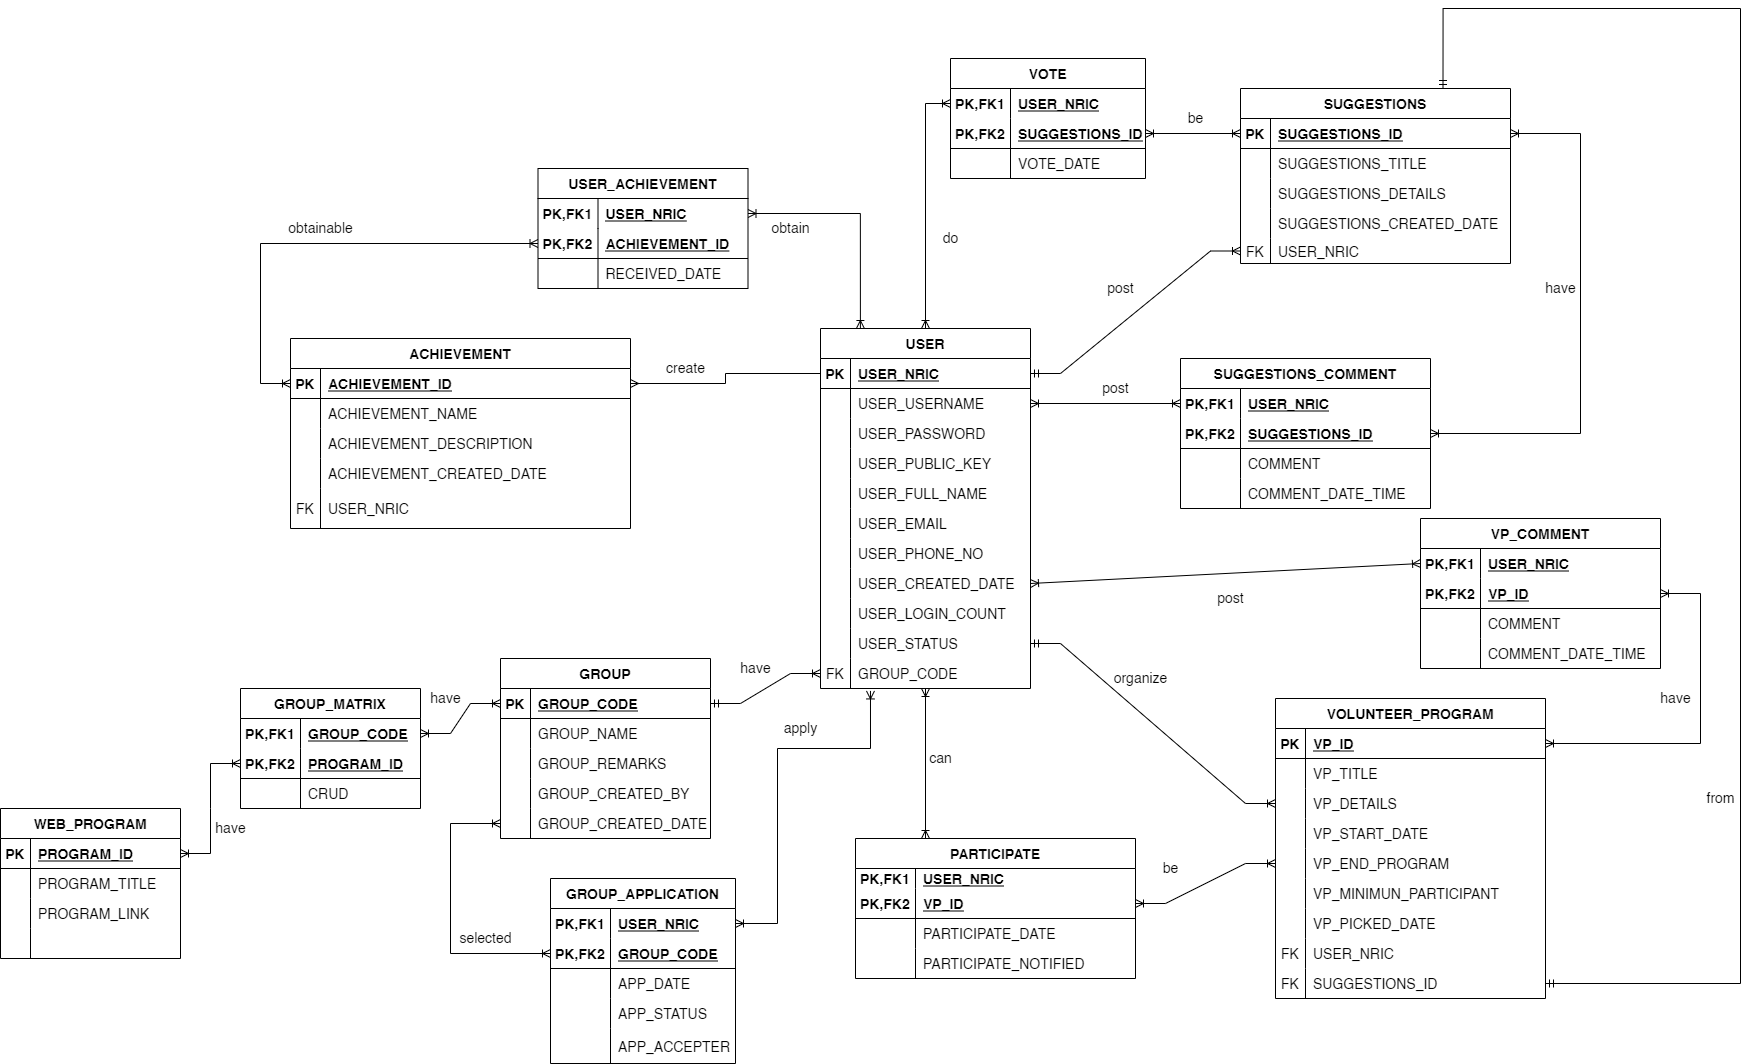 VOTE
PK,FK1 USER_NRIC
PK,FK2 SUGGESTIONS_ID
VOTE_DATE
be
SUGGESTIONS
PK SUGGESTIONS_ID
SUGGESTIONS_TITLE
SUGGESTIONS_DETAILS
SUGGESTIONS_CREATED_DATE
FK USER_NRIC
USER_ACHIEVEMENT
PK,FK1 USER_NRIC
PK,FK2 ACHIEVEMENT_ID
RECEIVED_DATE
obtainable
obtain
do
post
have
ACHIEVEMENT
PK ACHIEVEMENT_ID
ACHIEVEMENT_NAME
ACHIEVEMENT_DESCRIPTION
ACHIEVEMENT_CREATED_DATE
FK USER_NRIC
create
USER
PK USER_NRIC
USER_USERNAME
USER_PASSWORD
USER_PUBLIC_KEY
USER_FULL_NAME
USER_EMAIL
USER_PHONE_NO
USER_CREATED_DATE
USER_LOGIN_COUNT
USER_STATUS
FK GROUP_CODE
post
SUGGESTIONS_COMMENT
PK,FK1 USER_NRIC
PK,FK2 SUGGESTIONS_ID
COMMENT
COMMENT_DATE_TIME
VP_COMMENT
PK,FK1 USER_NRIC
PK,FK2 VP_ID
COMMENT
COMMENT_DATE_TIME
post
organize
have
have
GROUP
PK GROUP_CODE
GROUP_NAME
GROUP_REMARKS
GROUP_CREATED_BY
GROUP_CREATED_DATE
have
GROUP_MATRIX
PK,FK1 GROUP_CODE
PK,FK2 PROGRAM_ID
CRUD
have
WEB_PROGRAM
PK PROGRAM_ID
PROGRAM_TITLE
PROGRAM_LINK
apply
can
selected
GROUP_APPLICATION
PK,FK1 USER_NRIC
PK,FK2 GROUP_CODE
APP_DATE
APP_STATUS
APP_ACCEPTER
PARTICIPATE
PK,FK1 USER_NRIC
PK,FK2 VP_ID
PARTICIPATE_DATE
PARTICIPATE_NOTIFIED
be
VOLUNTEER_PROGRAM
PK VP_ID
VP_TITLE
VP_DETAILS
VP_START_DATE
VP_END_PROGRAM
VP_MINIMUN_PARTICIPANT
VP_PICKED_DATE
FK USER_NRIC
FK SUGGESTIONS_ID
from